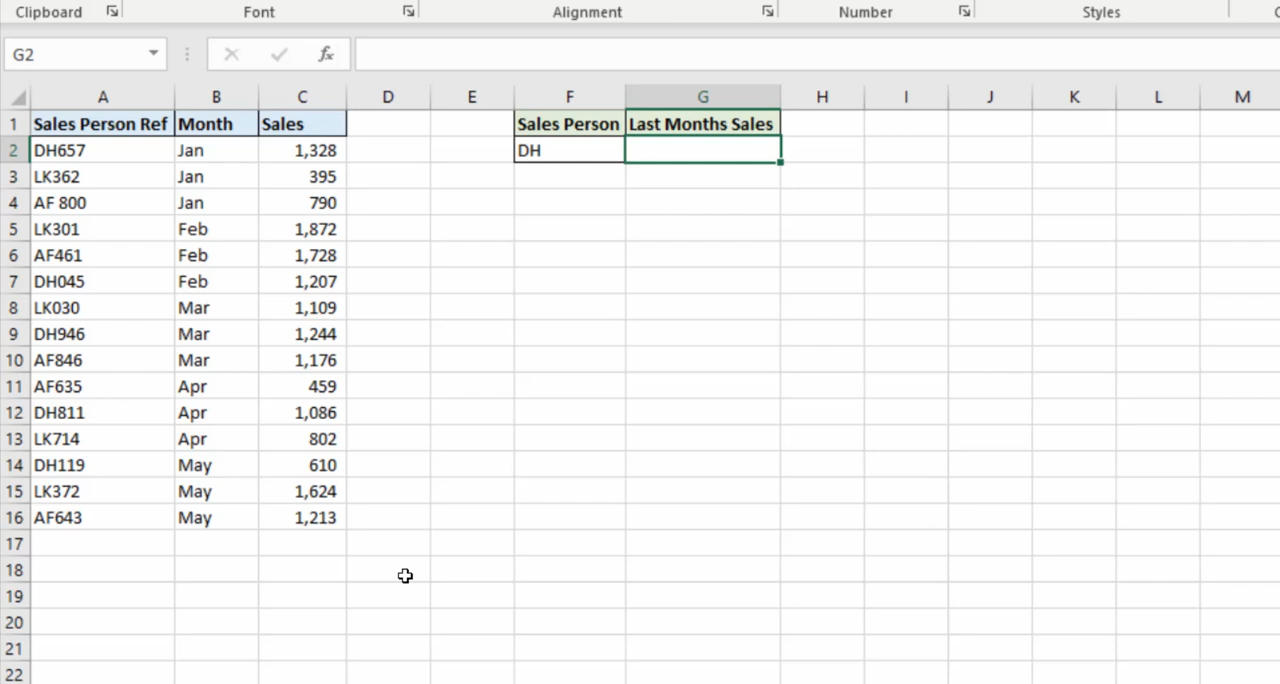 Clipboard Font Alignment Number Styles
G2 fx
A B C D E F G H I J K L M
1 Sales Person Ref Month Sales Sales Person Last Months Sales
2 DH657 Jan 1,328 DH
3 LK362 Jan 395
4 AF 800 Jan 790
5 LK301 Feb 1,872
6 AF461 Feb 1,728
7 DH045 Feb 1,207
8 LK030 Mar 1,109
9 DH946 Mar 1,244
10 AF846 Mar 1,176
11 AF635 Apr 459
12 DH811 Apr 1,086
13 LK714 Apr 802
14 DH119 May 610
15 LK372 May 1,624
16 AF643 May 1,213
17
18
19
20
21
22